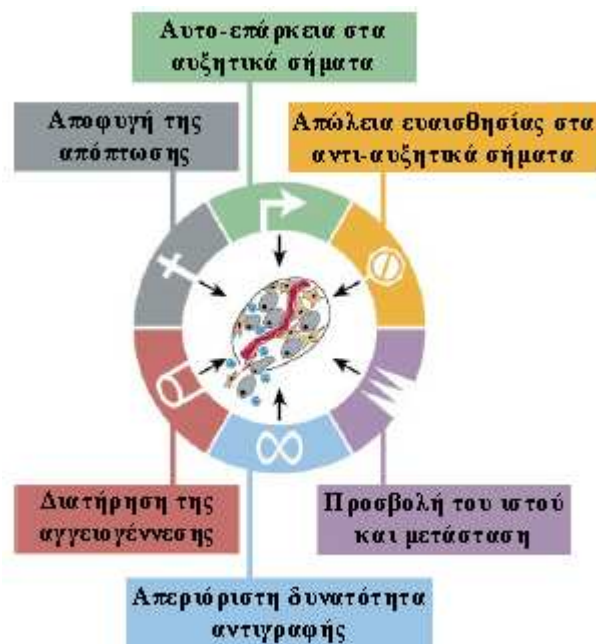 Αυτο-επάρκεια στα
αυξητικά σήματα
Αποφυγή της
απόπτωσης
Απώλεια ευαισθησίας στα
αντι-αυξητικά σήματα
Διατήρηση της
αγγειογέννεσης
Προσβολή του ιστού
και μετάσταση
Απεριόριστη δυνατότητα
αντιγραφής